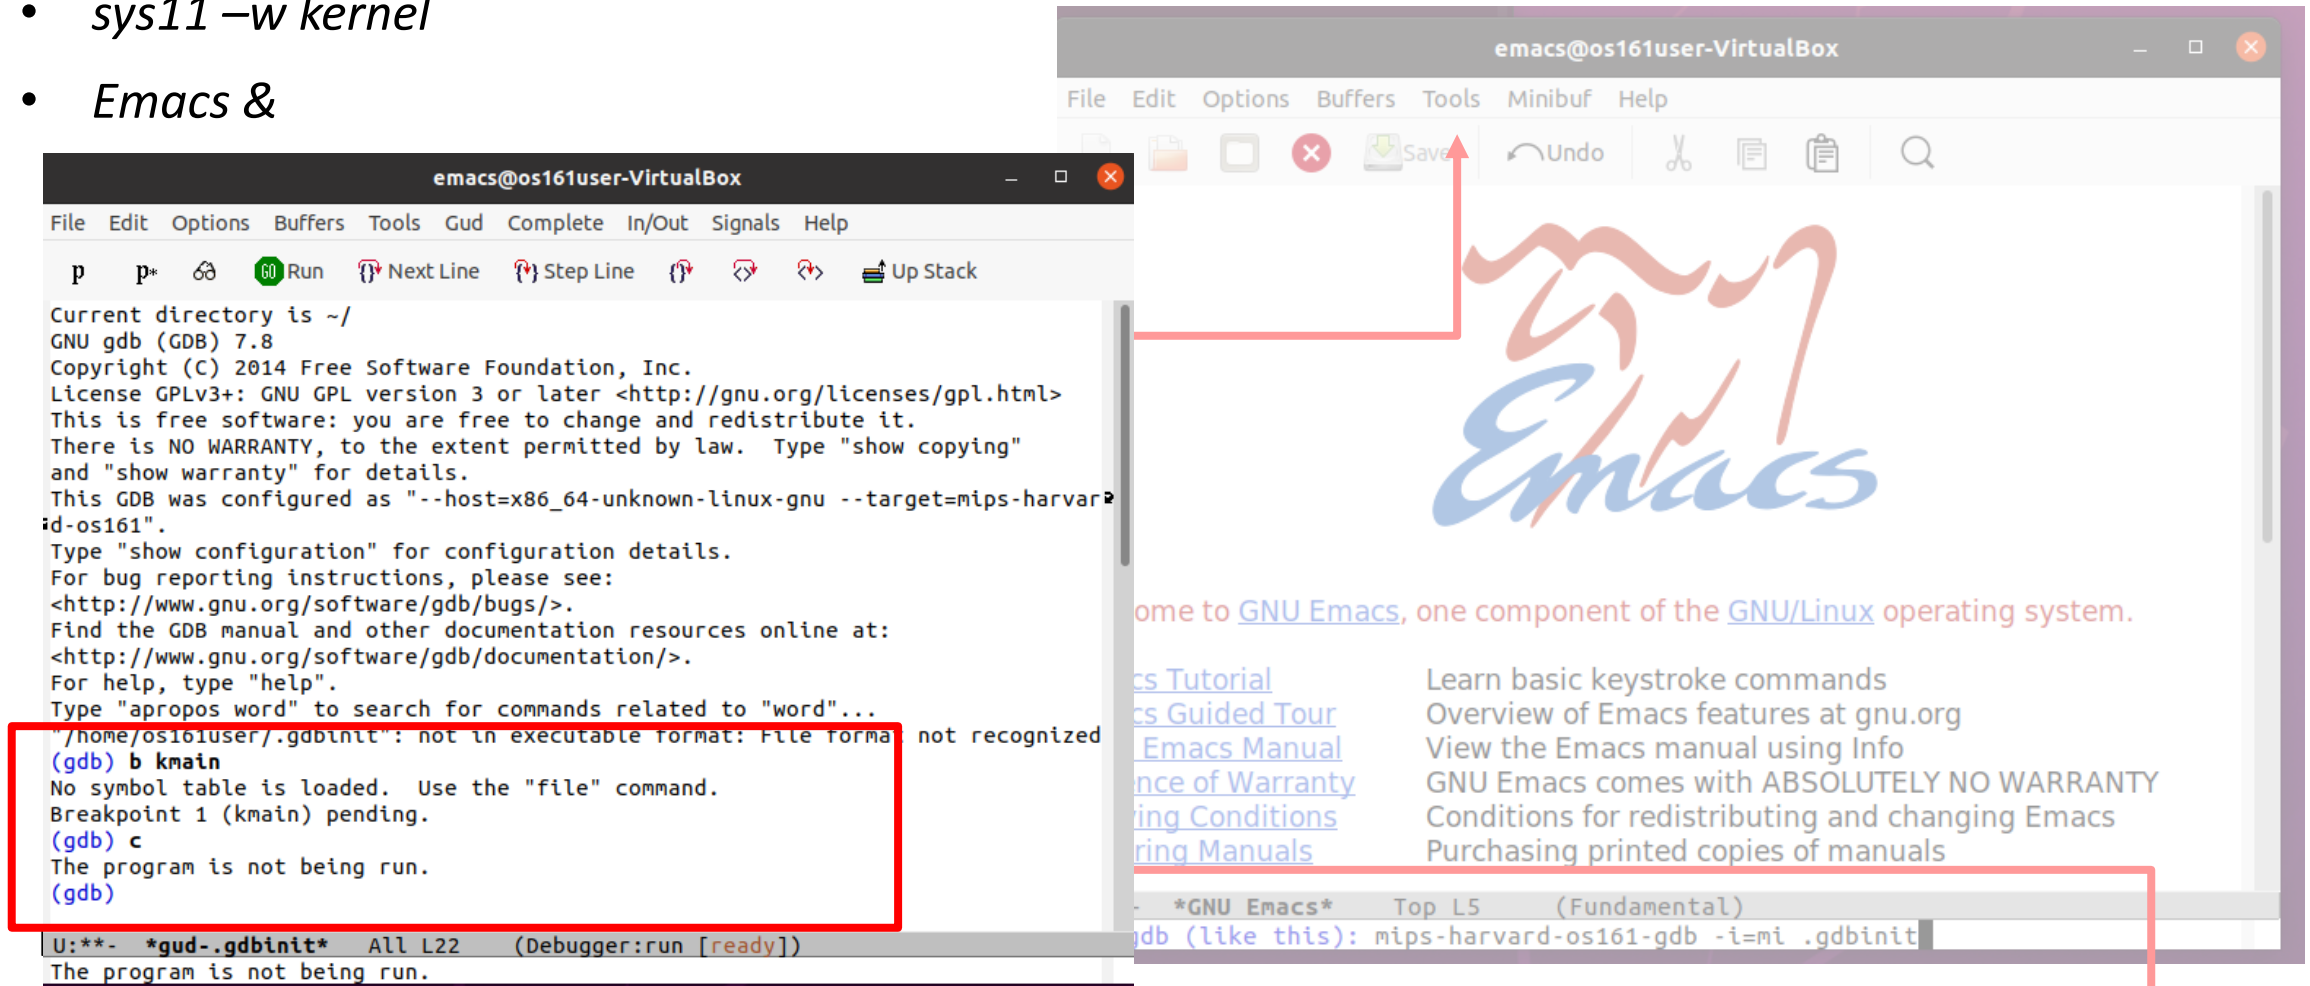 • sys11 –w kernel
• Emacs &
emacs@os161user-VirtualBox
File Edit Options Buffers Tools Gud Complete In/Out Signals Help
p p* GO Run Next Line Step Line Up Stack
Current directory is ~/
GNU gdb (GDB) 7.8
Copyright (C) 2014 Free Software Foundation, Inc.
License GPLv3+: GNU GPL version 3 or later <http://gnu.org/licenses/gpl.html>
This is free software: you are free to change and redistribute it.
There is NO WARRANTY, to the extent permitted by law.  Type "show copying"
and "show warranty" for details.
This GDB was configured as "--host=x86_64-unknown-linux-gnu --target=mips-harvar
d-os161".
Type "show configuration" for configuration details.
For bug reporting instructions, please see:
<http://www.gnu.org/software/gdb/bugs/>.
Find the GDB manual and other documentation resources online at:
<http://www.gnu.org/software/gdb/documentation/>.
For help, type "help".
Type "apropos word" to search for commands related to "word"...
"/home/os161user/.gdbinit": not in executable format: File format not recognized
(gdb) b kmain
No symbol table is loaded.  Use the "file" command.
Breakpoint 1 (kmain) pending.
(gdb) c
The program is not being run.
(gdb)
U:**-  *gud-.gdbinit*   All L22    (Debugger:run [ready])
The program is not being run.
emacs@os161user-VirtualBox
File Edit Options Buffers Tools Minibuf Help
Save Undo
Emacs
ome to GNU Emacs, one component of the GNU/Linux operating system.
cs Tutorial Learn basic keystroke commands
cs Guided Tour Overview of Emacs features at gnu.org
Emacs Manual View the Emacs manual using Info
nce of Warranty GNU Emacs comes with ABSOLUTELY NO WARRANTY
ing Conditions Conditions for redistributing and changing Emacs
ring Manuals Purchasing printed copies of manuals
-  *GNU Emacs*    Top L5     (Fundamental)
gdb (like this): mips-harvard-os161-gdb -i=mi .gdbinit